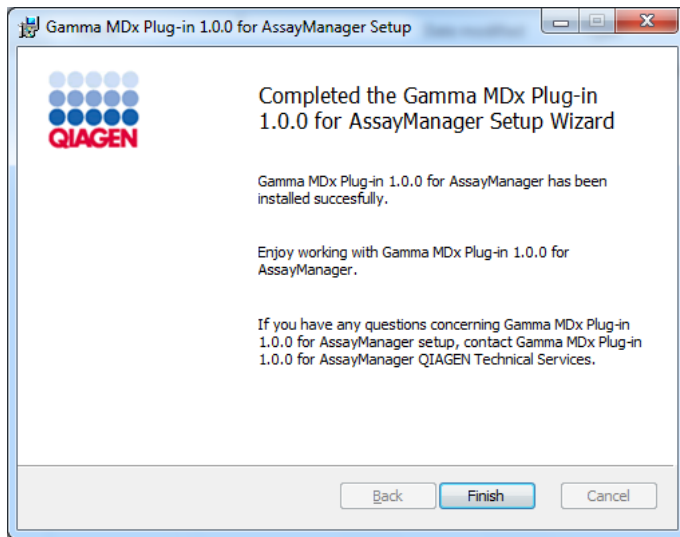 Gamma MDx Plug-in 1.0.0 for AssayManager Setup
QIAGEN
Completed the Gamma MDx Plug-in
1.0.0 for AssayManager Setup Wizard
Gamma MDx Plug-in 1.0.0 for AssayManager has been
installed succesfully.
Enjoy working with Gamma MDx Plug-in 1.0.0 for
AssayManager.
If you have any questions concerning Gamma MDx Plug-in
1.0.0 for AssayManager setup, contact Gamma MDx Plug-in
1.0.0 for AssayManager QIAGEN Technical Services.
Back
Finish
Cancel